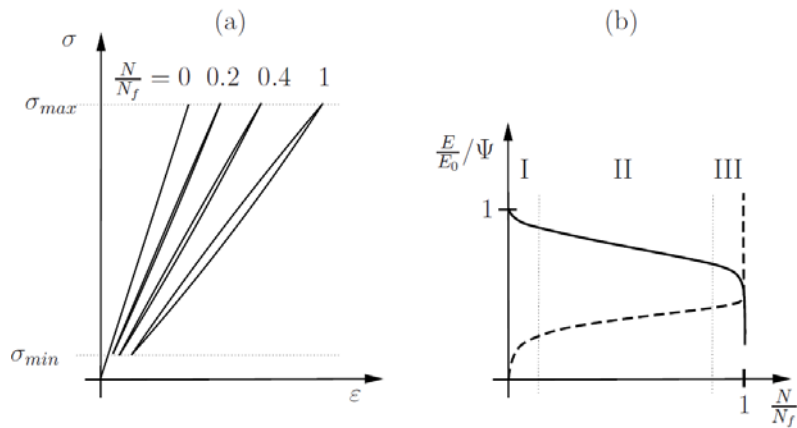 (a)
σ
N/N_f = 0 0.2 0.4 1
σ_max
σ_min
ε
(b)
E/E_0 /Ψ
I II III
1
1 N/N_f